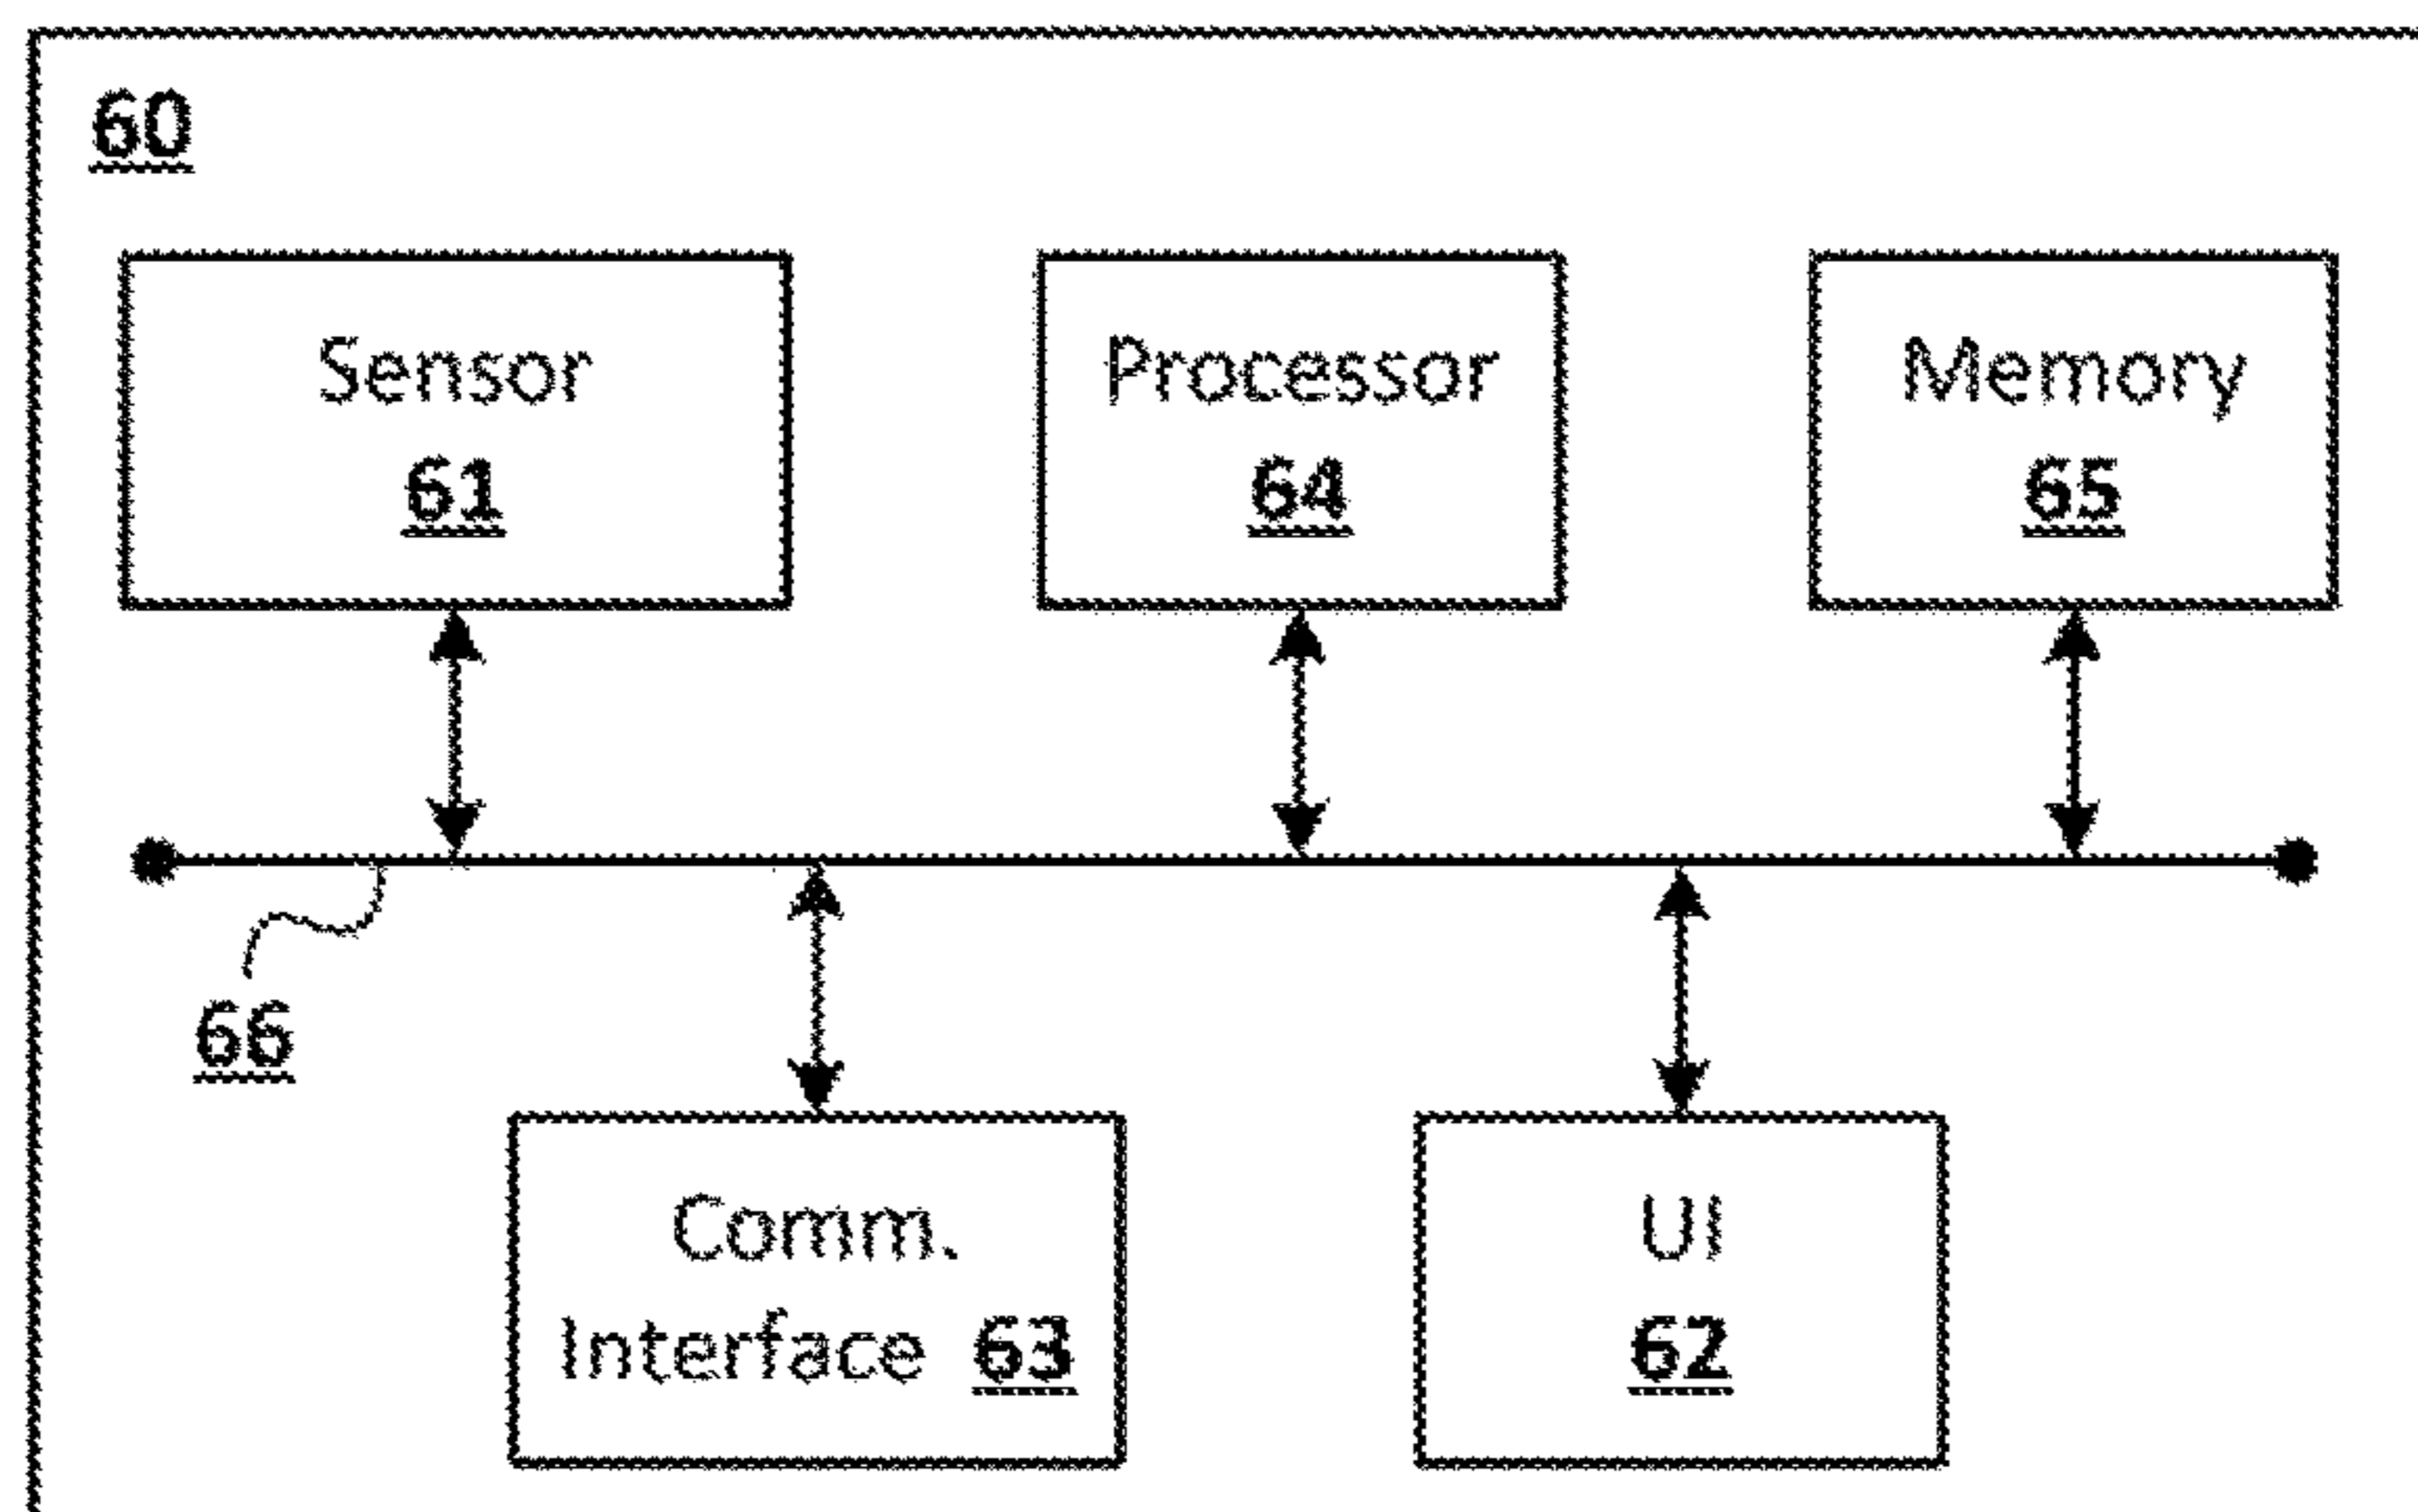 60
Sensor
61
Processor
64
Memory
65
66
Comm.
Interface 63
UI
62